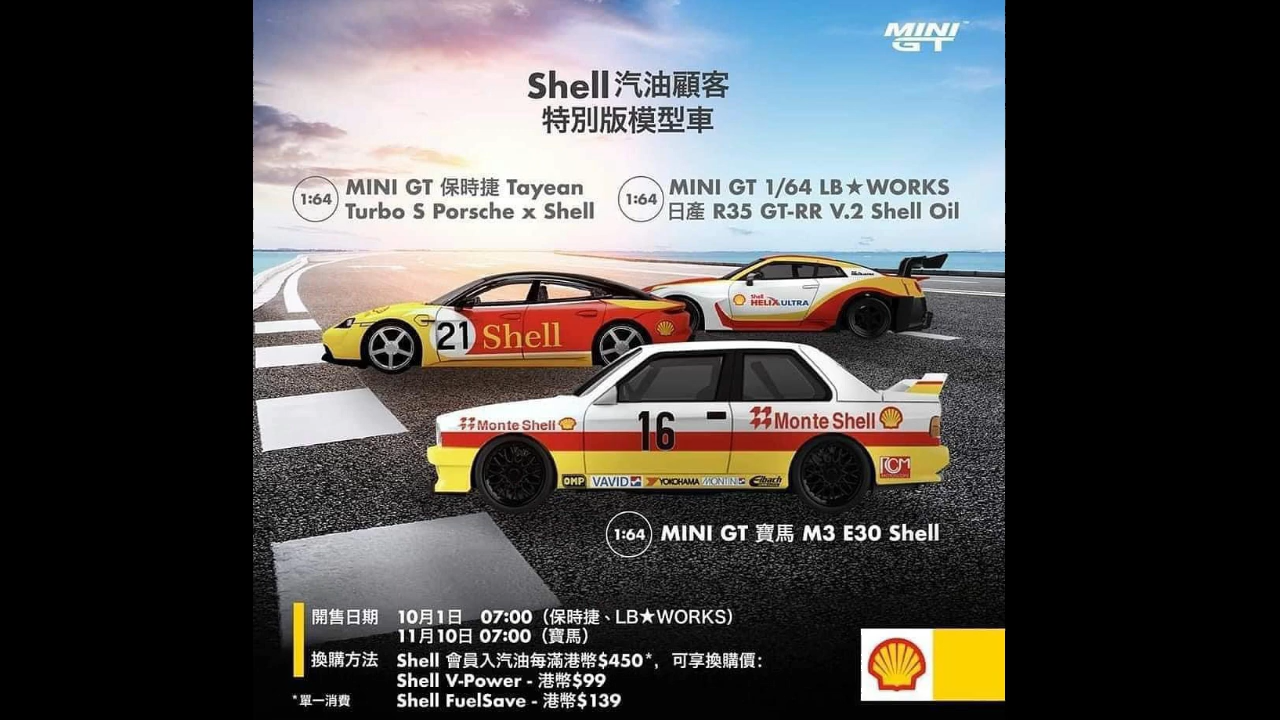 MINI GT™
Shell 汽油顧客
特別版模型車
1:64
MINI GT 保時捷 Tayean
Turbo S Porsche x Shell
1:64
MINI GT 1/64 LB★WORKS
日產 R35 GT-RR V.2 Shell Oil
Shell
HELIX ULTRA
21 Shell
16
Monte Shell
Monte Shell
OMP VAVID YOKOHAMA Eibach
1:64 MINI GT 寶馬 M3 E30 Shell
開售日期 10月1日 07:00（保時捷、LB★WORKS）
11月10日 07:00（寶馬）
換購方法 Shell 會員入汽油每滿港幣$450*，可享換購價：
Shell V-Power - 港幣$99
*單一消費 Shell FuelSave - 港幣$139